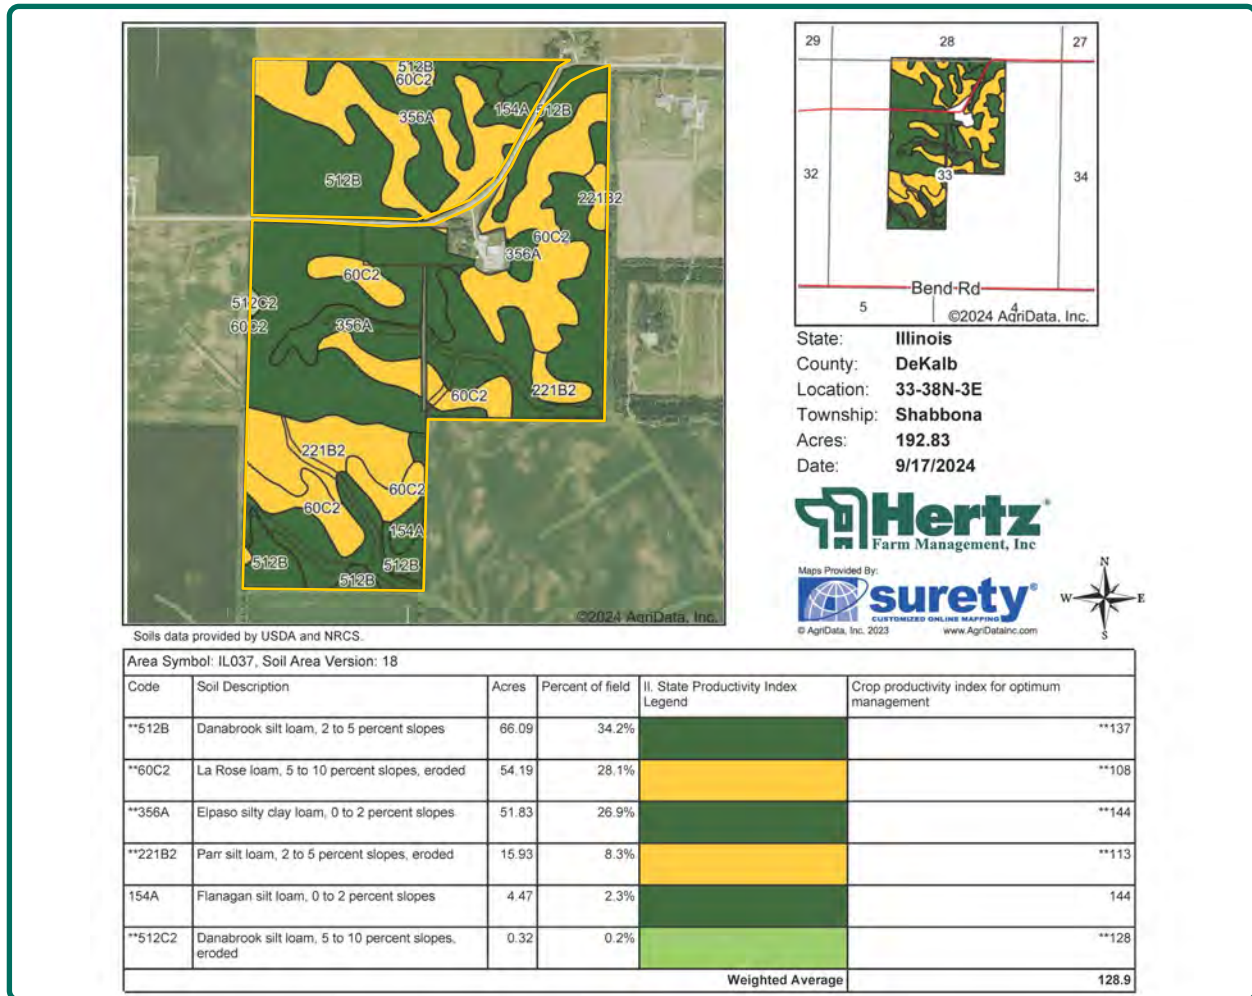 512B
60C2
356A
154A
512B
512B
221B2
60C2
356A
60C2
512C2
60C2
356A
60C2
221B2
221B2
60C2
60C2
154A
512B
512B
512B
©2024 AgriData, Inc.
Soils data provided by USDA and NRCS.
29 28 27
32 33 34
Bend Rd
5 4
©2024 AgriData, Inc.
State: Illinois
County: DeKalb
Location: 33-38N-3E
Township: Shabbona
Acres: 192.83
Date: 9/17/2024
Hertz®
Farm Management, Inc
Maps Provided By:
surety®
CUSTOMIZED ONLINE MAPPING
© AgriData, Inc. 2023 www.AgriDataInc.com
N
W E
S
Area Symbol: IL037, Soil Area Version: 18
Code Soil Description Acres Percent of field II. State Productivity Index Legend Crop productivity index for optimum management
**512B Danabrook silt loam, 2 to 5 percent slopes 66.09 34.2% **137
**60C2 La Rose loam, 5 to 10 percent slopes, eroded 54.19 28.1% **108
**356A Elpaso silty clay loam, 0 to 2 percent slopes 51.83 26.9% **144
**221B2 Parr silt loam, 2 to 5 percent slopes, eroded 15.93 8.3% **113
154A Flanagan silt loam, 0 to 2 percent slopes 4.47 2.3% 144
**512C2 Danabrook silt loam, 5 to 10 percent slopes, eroded 0.32 0.2% **128
Weighted Average 128.9